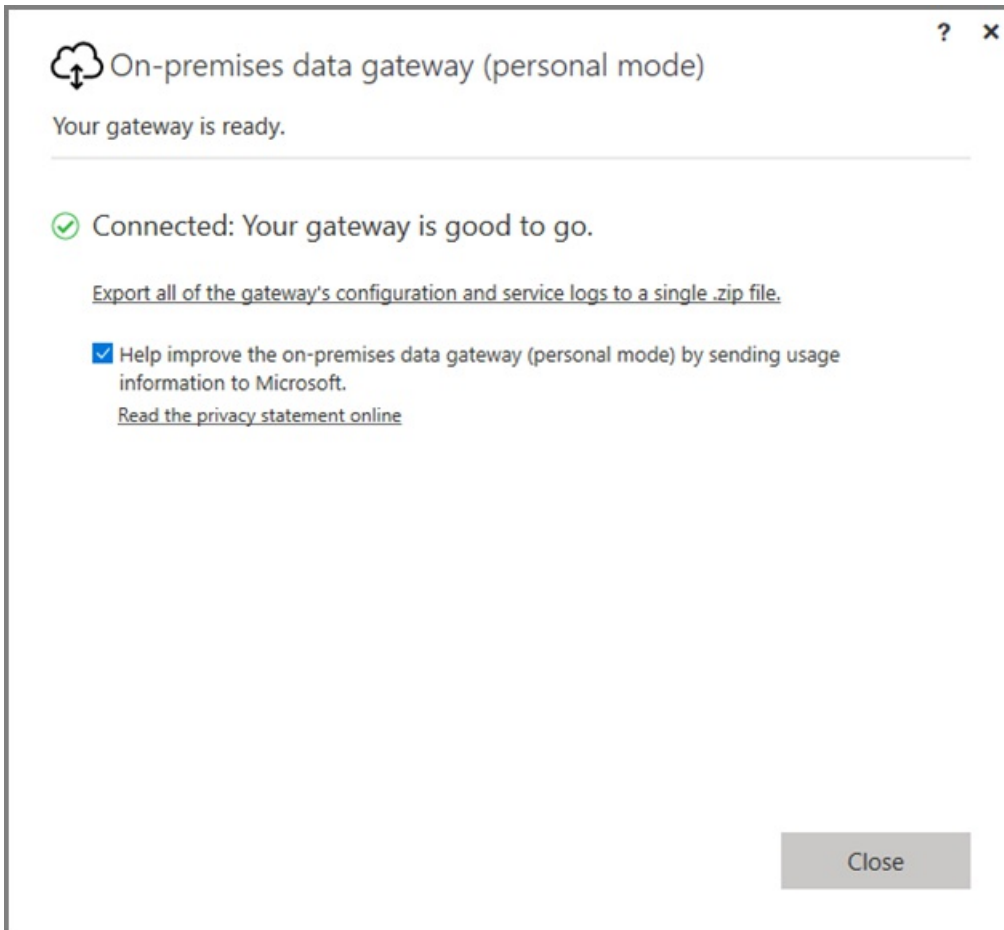 ? ×
On-premises data gateway (personal mode)
Your gateway is ready.
Connected: Your gateway is good to go.
Export all of the gateway's configuration and service logs to a single .zip file.
Help improve the on-premises data gateway (personal mode) by sending usage
information to Microsoft.
Read the privacy statement online
Close